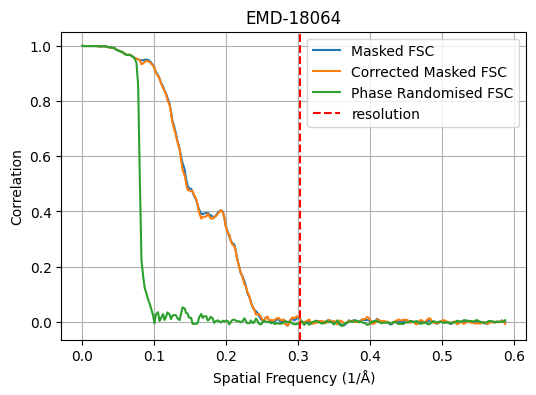 EMD-18064
1.0
0.8
0.6
0.4
0.2
0.0
Correlation
Masked FSC
Corrected Masked FSC
Phase Randomised FSC
resolution
0.0 0.1 0.2 0.3 0.4 0.5 0.6
Spatial Frequency (1/Å)